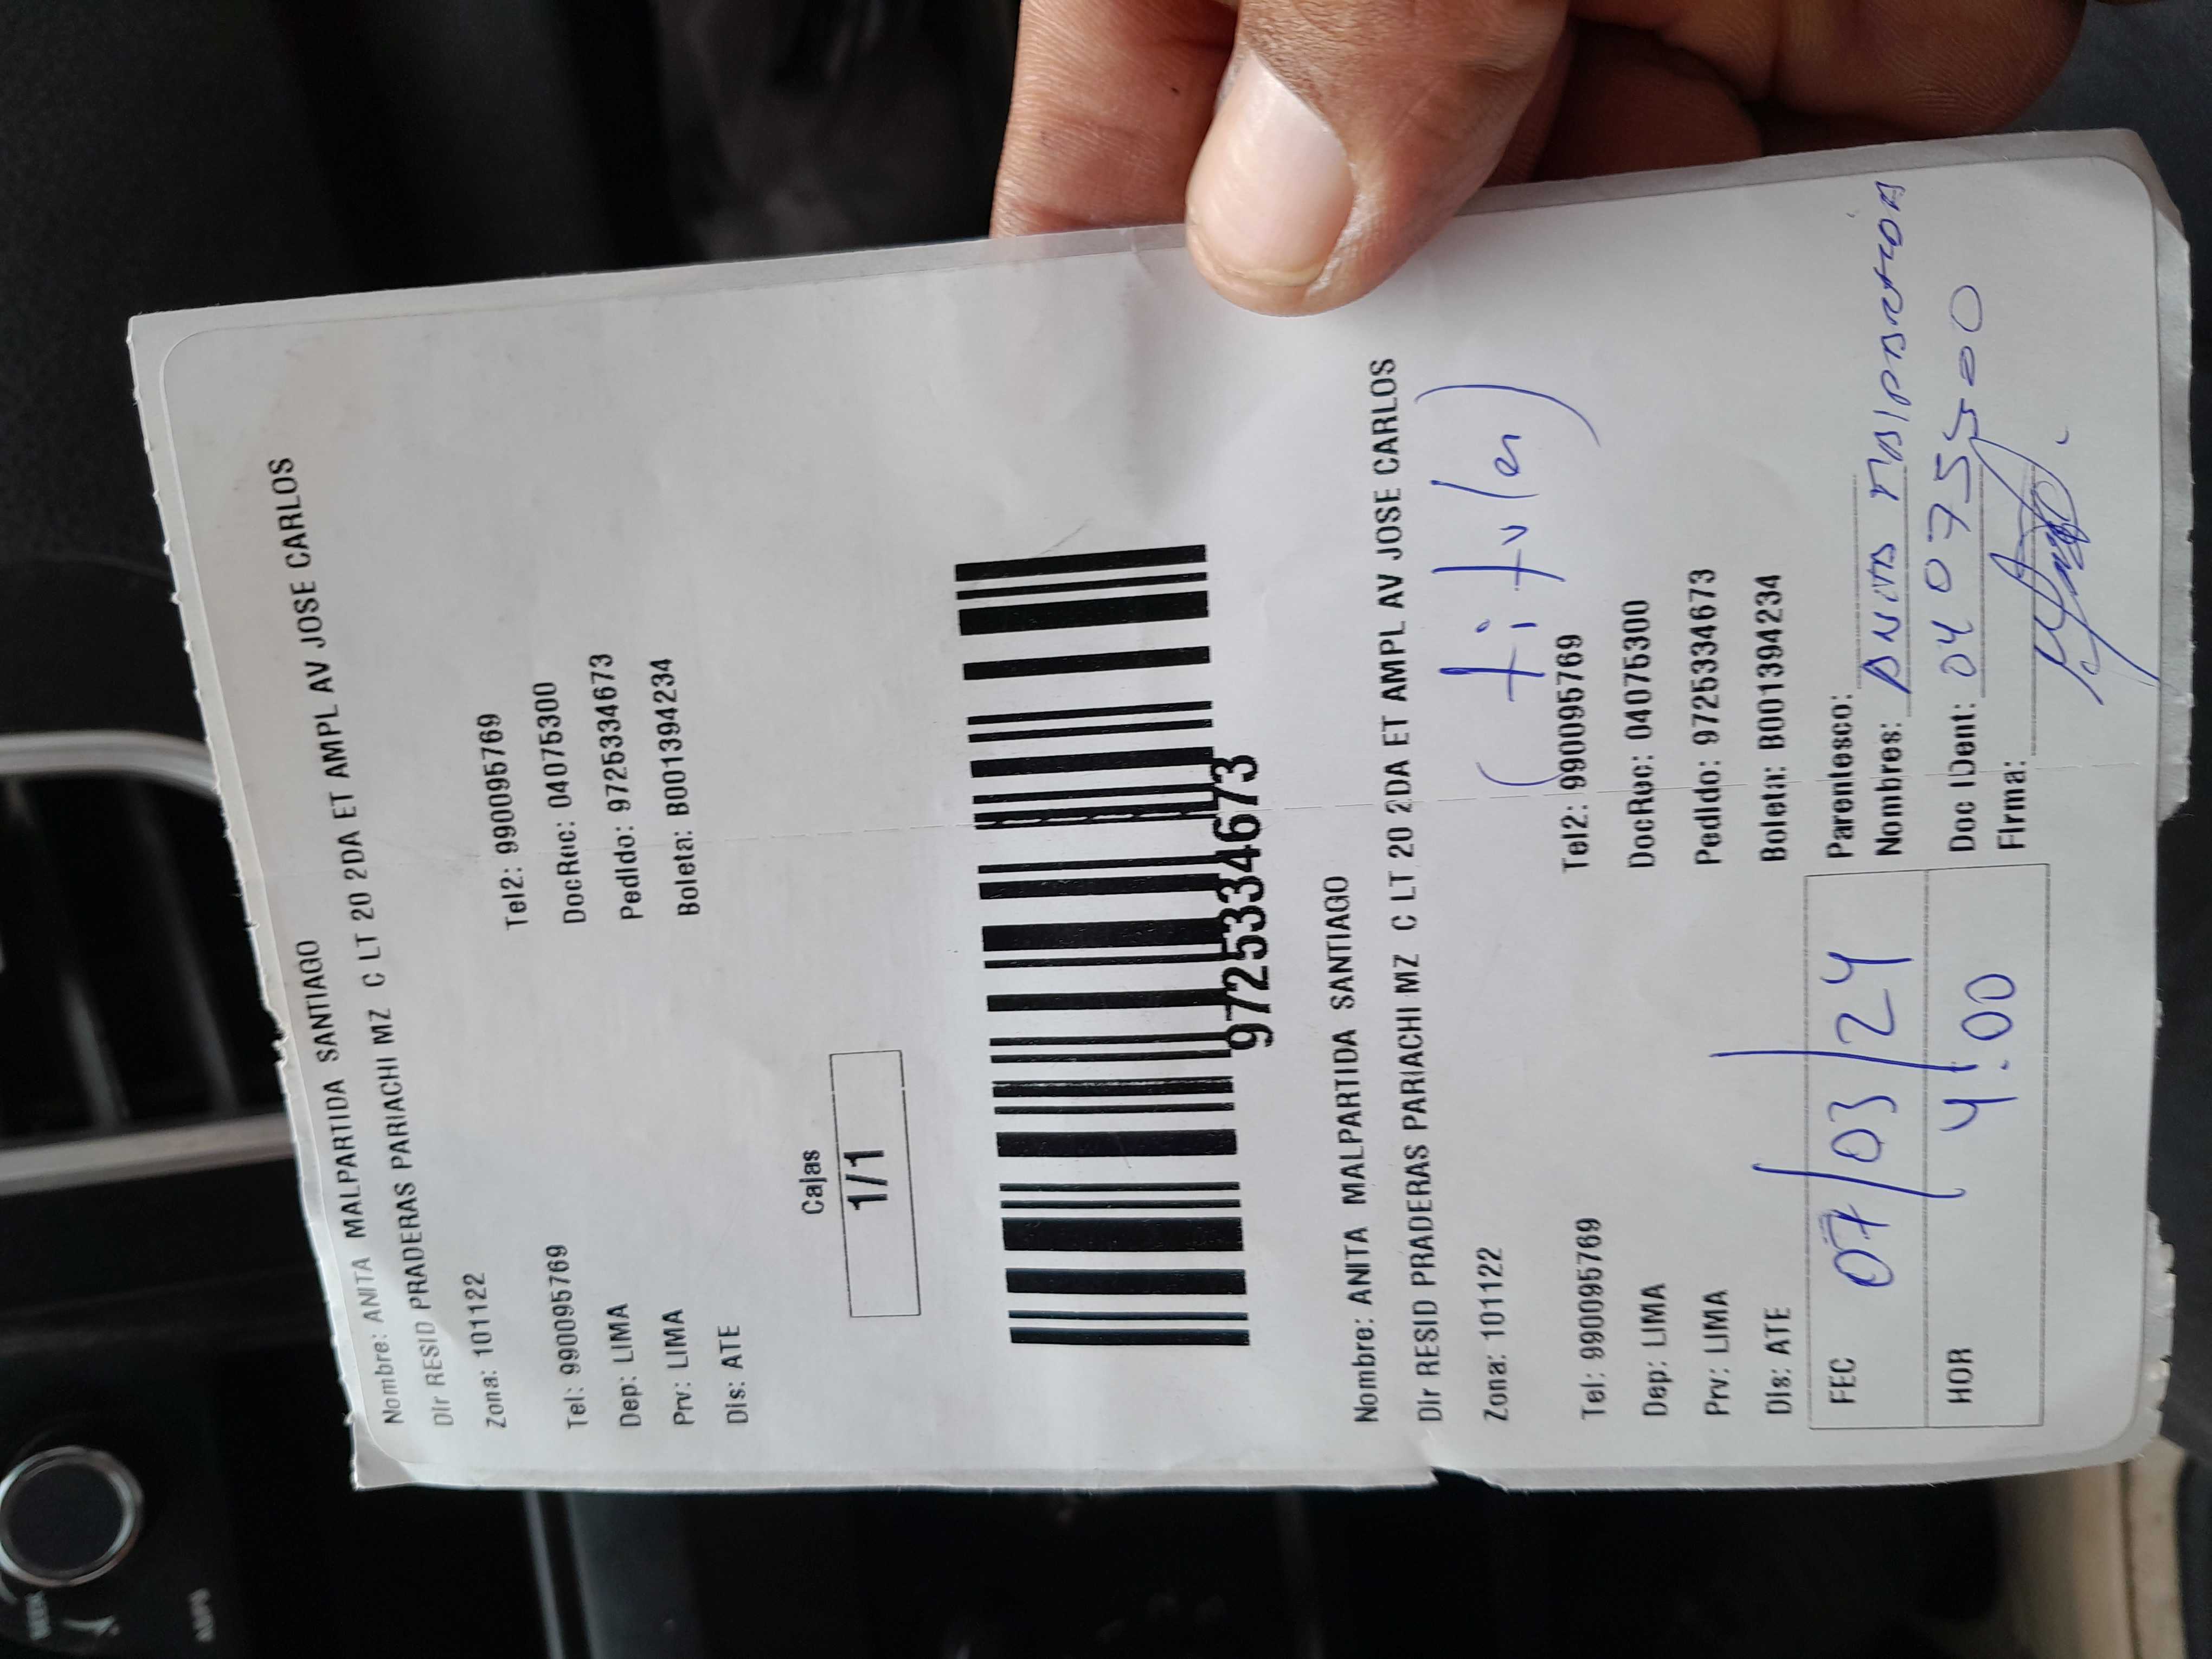 Nombre: ANITA MALPARTIDA SANTIAGO
Dir RESID PRADERAS PARIACHI MZ C LT 20 2DA ET AMPL AV JOSE CARLOS
Zona: 101122
Tel: 990095769 Tel2: 990095769
Dep: LIMA DocRec: 04075300
Prv: LIMA Pedido: 9725334673
Dis: ATE Boleta: B001394234
Cajas
1/1
9725334673
Nombre: ANITA MALPARTIDA SANTIAGO
Dir RESID PRADERAS PARIACHI MZ C LT 20 2DA ET AMPL AV JOSE CARLOS
(titular)
Zona: 101122
Tel: 990095769 Tel2: 990095769
Dep: LIMA DocRec: 04075300
Prv: LIMA Pedido: 9725334673
Dis: ATE Boleta: B001394234
FEC 07/03/24 Parentesco:
Nombres: ANITA MALPARTIDA
HOR 4:00 Doc IDent:
Firma:
SEEK